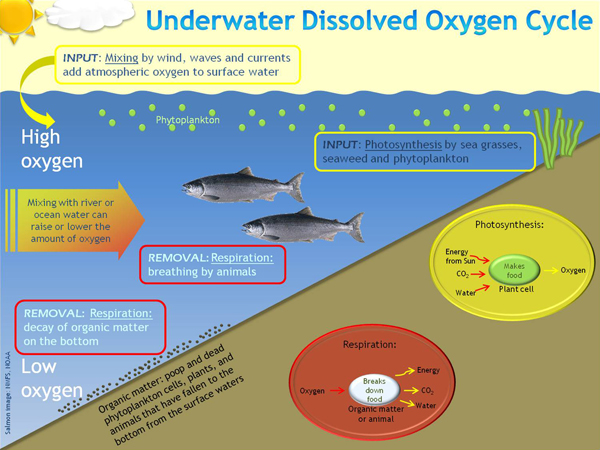 Underwater Dissolved Oxygen Cycle
INPUT: Mixing by wind, waves and currents
add atmospheric oxygen to surface water
Phytoplankton
High
oxygen
INPUT: Photosynthesis by sea grasses,
seaweed and phytoplankton
Mixing with river or
ocean water can
raise or lower the
amount of oxygen
REMOVAL: Respiration:
breathing by animals
Photosynthesis:
Energy
from Sun
CO2
Water
Makes
food
Plant cell
Oxygen
REMOVAL: Respiration:
decay of organic matter
on the bottom
Low
oxygen
Organic matter: poop and dead
phytoplankton cells, plants, and
animals that have fallen to the
bottom from the surface waters
Respiration:
Oxygen
Breaks
down
food
Organic matter
or animal
Energy
CO2
Water
Salmon image: NMFS, NOAA